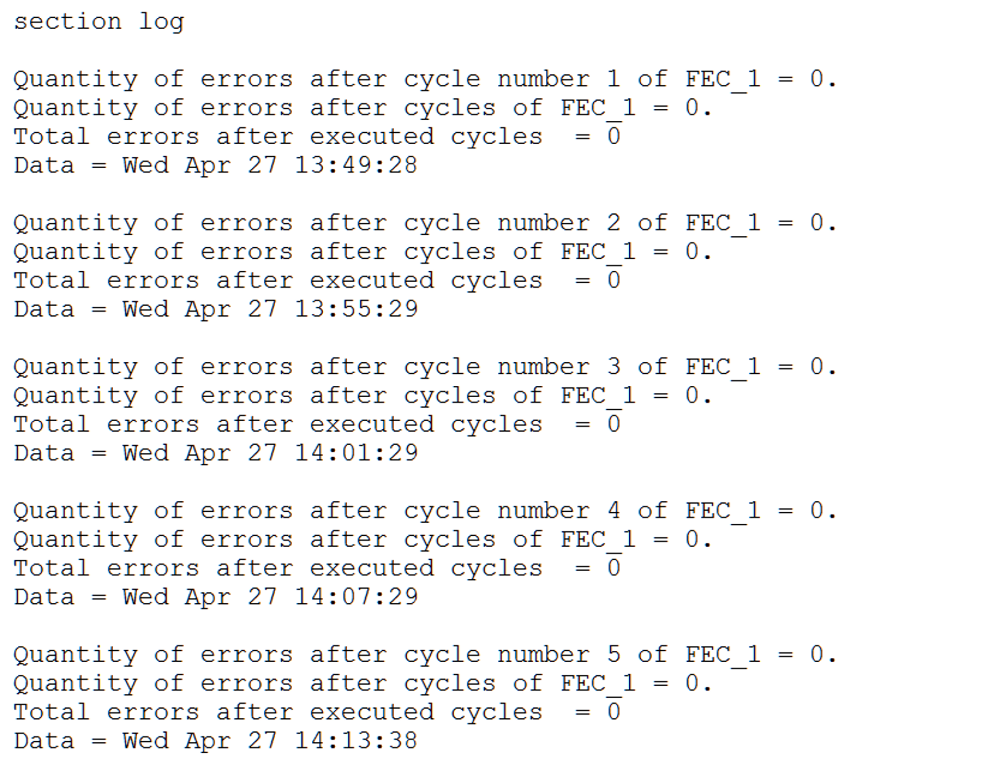 section log
Quantity of errors after cycle number 1 of FEC_1 = 0.
Quantity of errors after cycles of FEC_1 = 0.
Total errors after executed cycles  = 0
Data = Wed Apr 27 13:49:28
Quantity of errors after cycle number 2 of FEC_1 = 0.
Quantity of errors after cycles of FEC_1 = 0.
Total errors after executed cycles  = 0
Data = Wed Apr 27 13:55:29
Quantity of errors after cycle number 3 of FEC_1 = 0.
Quantity of errors after cycles of FEC_1 = 0.
Total errors after executed cycles  = 0
Data = Wed Apr 27 14:01:29
Quantity of errors after cycle number 4 of FEC_1 = 0.
Quantity of errors after cycles of FEC_1 = 0.
Total errors after executed cycles  = 0
Data = Wed Apr 27 14:07:29
Quantity of errors after cycle number 5 of FEC_1 = 0.
Quantity of errors after cycles of FEC_1 = 0.
Total errors after executed cycles  = 0
Data = Wed Apr 27 14:13:38